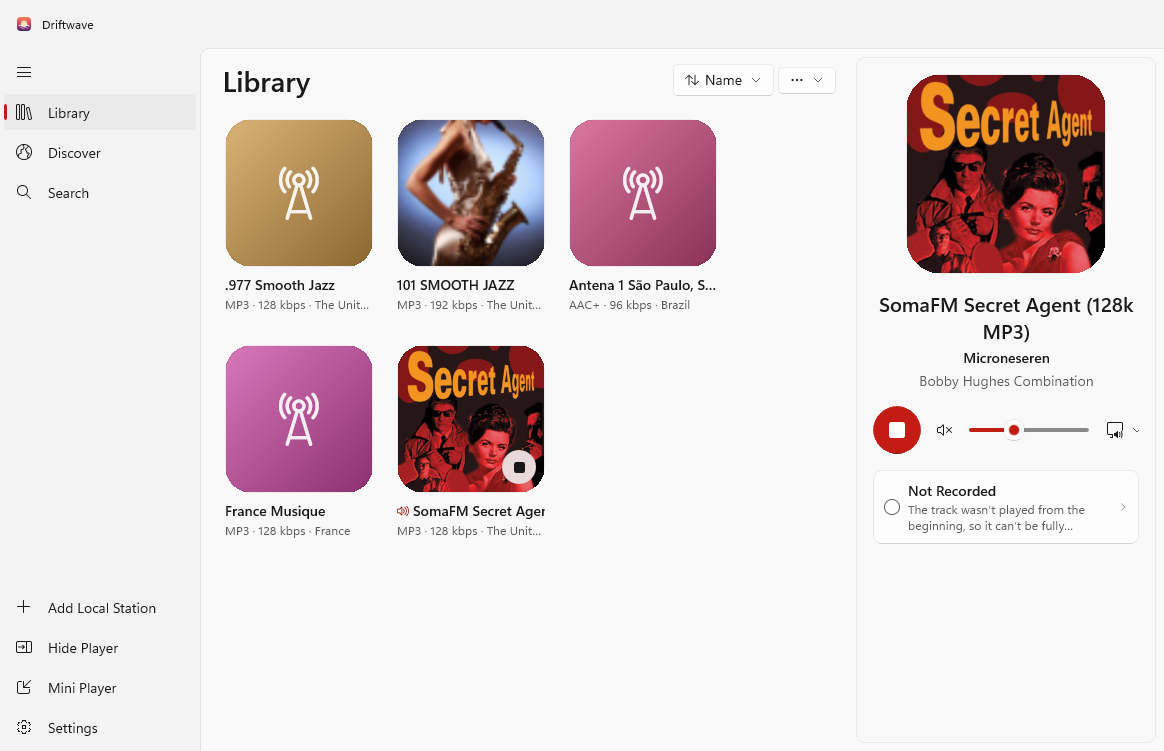 Driftwave
Library
Discover
Search
Add Local Station
Hide Player
Mini Player
Settings
Library
Name
.977 Smooth Jazz
MP3 · 128 kbps · The Unit...
101 SMOOTH JAZZ
MP3 · 192 kbps · The Unit...
Antena 1 São Paulo, S...
AAC+ · 96 kbps · Brazil
France Musique
MP3 · 128 kbps · France
Secret Agent
SomaFM Secret Agen
MP3 · 128 kbps · The Unit...
Secret Agent
SomaFM Secret Agent (128k
MP3)
Microneseren
Bobby Hughes Combination
Not Recorded
The track wasn't played from the
beginning, so it can't be fully...